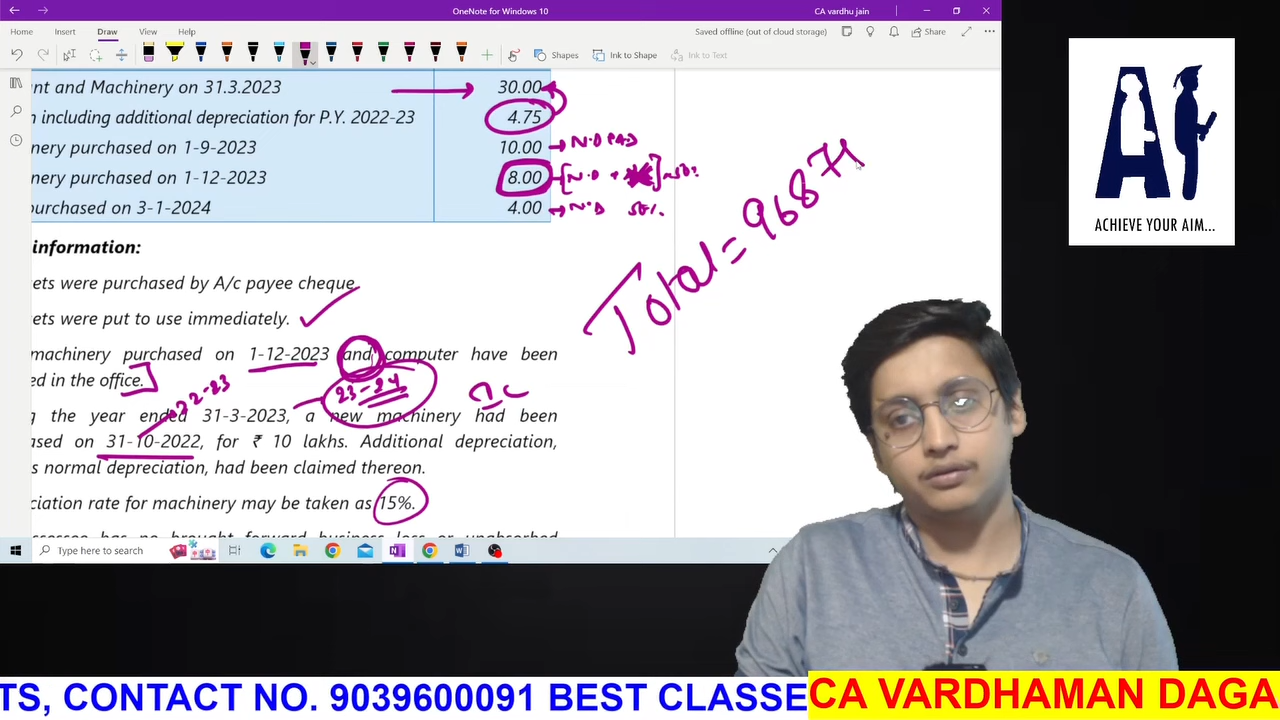 OneNote for Windows 10
CA vardhu jain
Home Insert Draw View Help
Saved offline (out of cloud storage)
Share
Shapes
Ink to Shape
Ink to Text
nt and Machinery on 31.3.2023 30.00
n including additional depreciation for P.Y. 2022-23 4.75
nery purchased on 1-9-2023 10.00
nery purchased on 1-12-2023 8.00
purchased on 3-1-2024 4.00
N.D 50%
information:
ets were purchased by A/c payee cheque.
ets were put to use immediately.
machinery purchased on 1-12-2023 and computer have been
ed in the office.
22-23
23-24
g the year ended 31-3-2023, a new machinery had been
ased on 31-10-2022, for ₹ 10 lakhs. Additional depreciation,
s normal depreciation, had been claimed thereon.
ciation rate for machinery may be taken as 15%.
Total =
ACHIEVE YOUR AIM...
Type here to search
TS, CONTACT NO. 9039600091 BEST CLASSE
CA VARDHAMAN DAGA